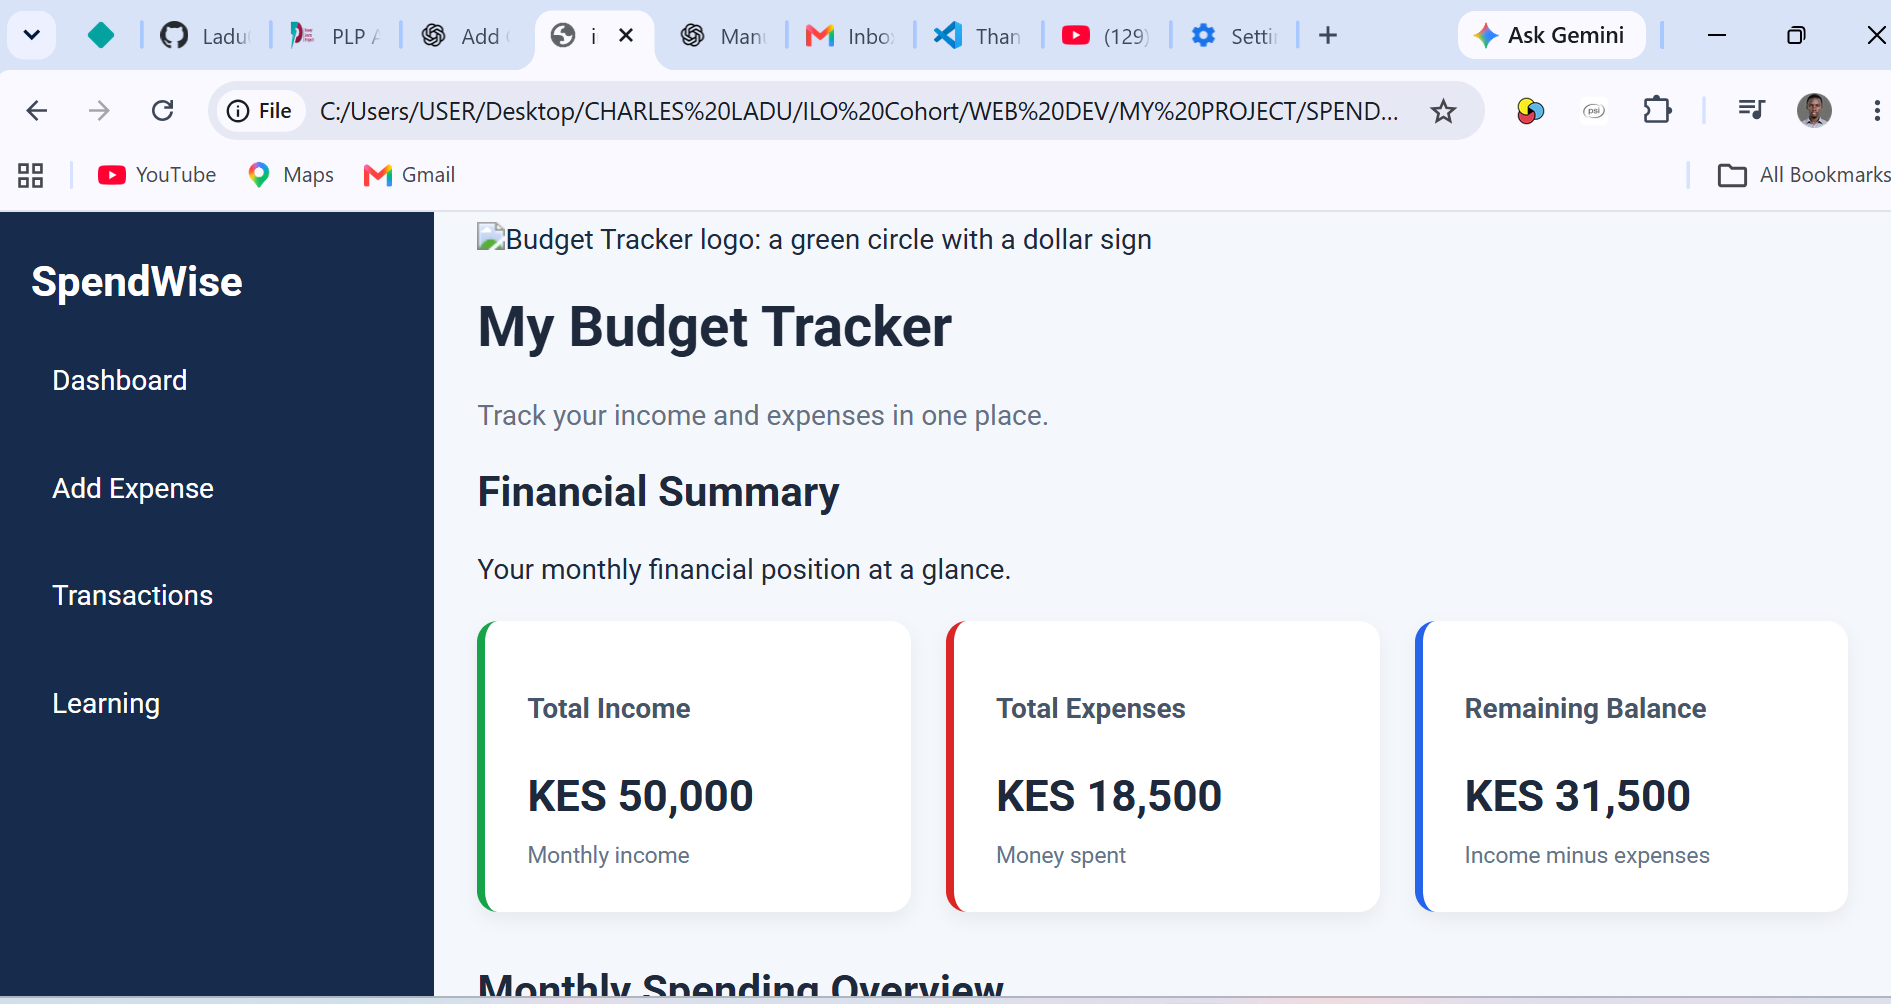 Ladu
PLP A
Add
i
Manu
Inbo
Than
(129)
Setti
Ask Gemini
File
C:/Users/USER/Desktop/CHARLES%20LADU/ILO%20Cohort/WEB%20DEV/MY%20PROJECT/SPEND...
psi
YouTube
Maps
Gmail
All Bookmarks
SpendWise
Dashboard
Add Expense
Transactions
Learning
Budget Tracker logo: a green circle with a dollar sign
My Budget Tracker
Track your income and expenses in one place.
Financial Summary
Your monthly financial position at a glance.
Total Income
KES 50,000
Monthly income
Total Expenses
KES 18,500
Money spent
Remaining Balance
KES 31,500
Income minus expenses
Monthly Spending Overview